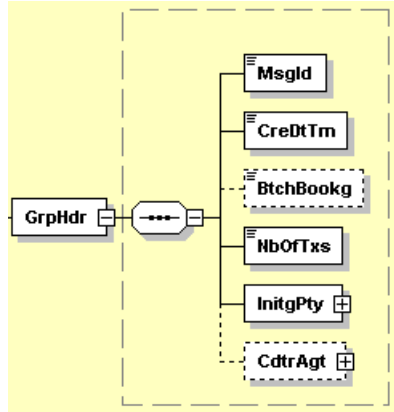 MsgId
CreDtTm
BtchBookg
GrpHdr
NbOfTxs
InitgPty
CdtrAgt